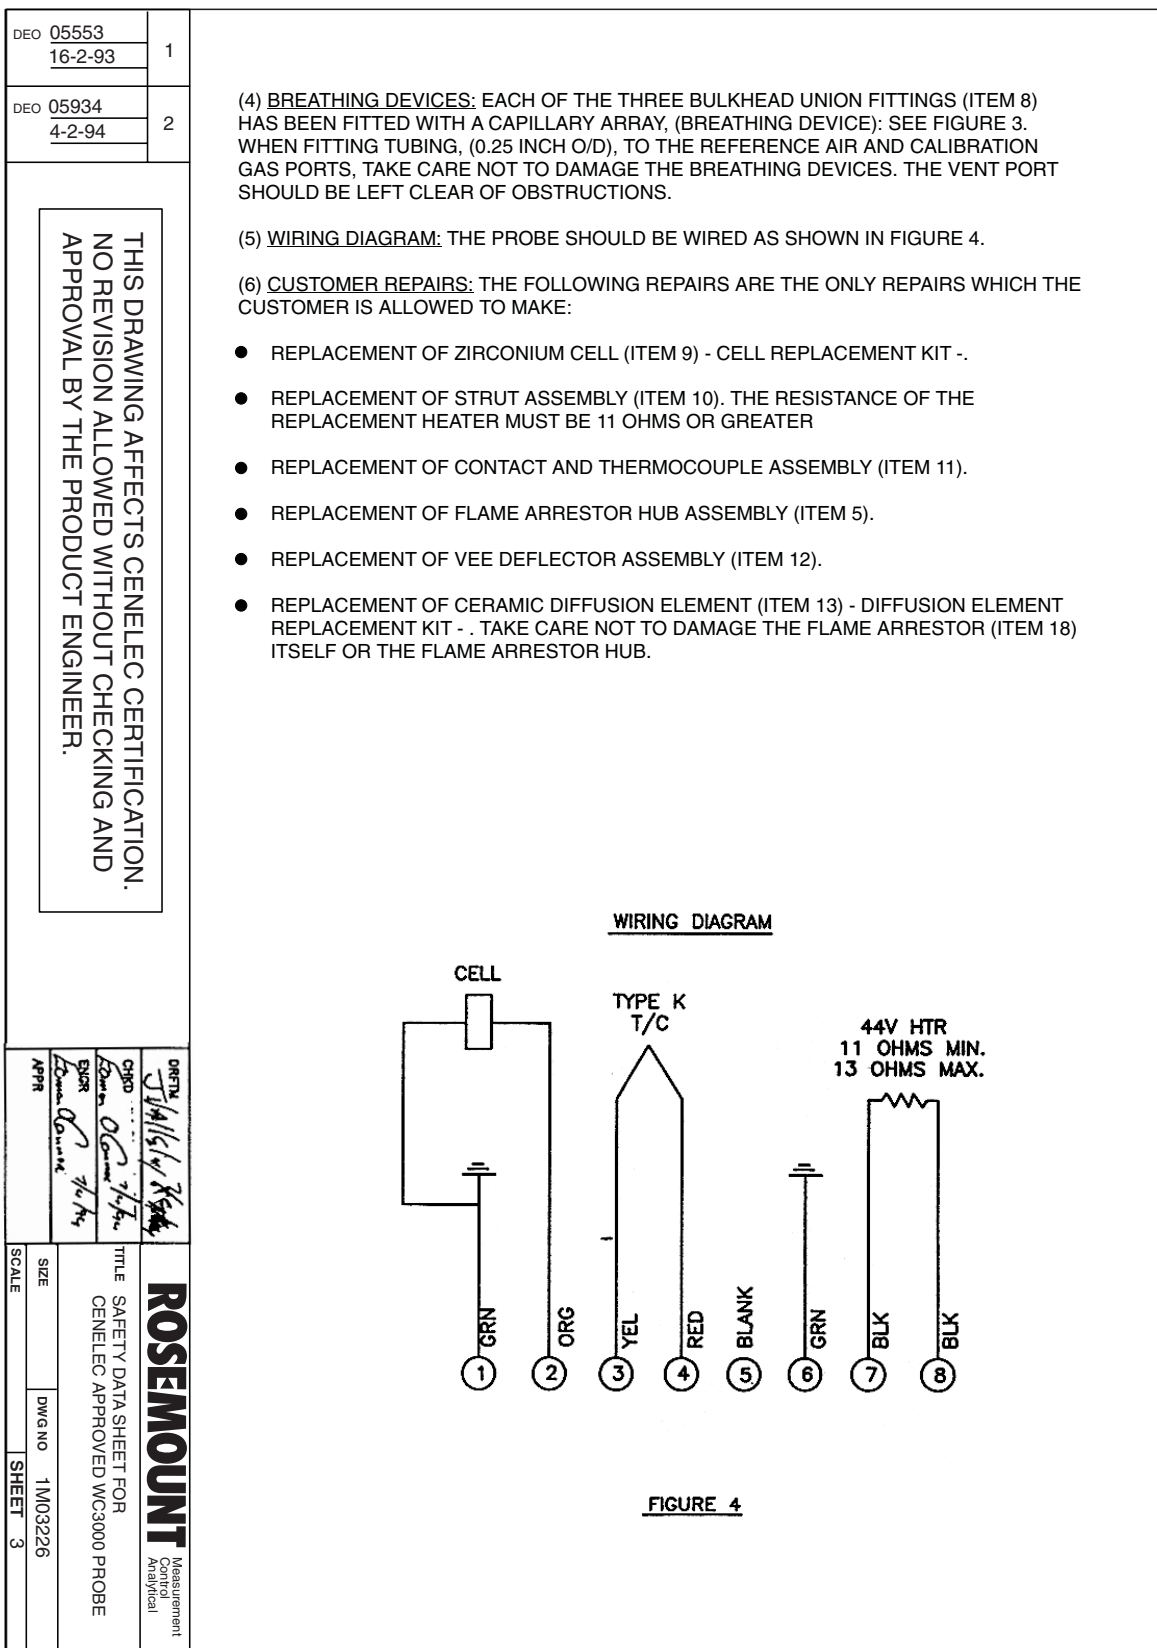 DEO 05553
16-2-93
1
DEO 05934
4-2-94
2
THIS DRAWING AFFECTS CENELEC CERTIFICATION.
NO REVISION ALLOWED WITHOUT CHECKING AND
APPROVAL BY THE PRODUCT ENGINEER.
(4) BREATHING DEVICES: EACH OF THE THREE BULKHEAD UNION FITTINGS (ITEM 8)
HAS BEEN FITTED WITH A CAPILLARY ARRAY, (BREATHING DEVICE): SEE FIGURE 3.
WHEN FITTING TUBING, (0.25 INCH O/D), TO THE REFERENCE AIR AND CALIBRATION
GAS PORTS, TAKE CARE NOT TO DAMAGE THE BREATHING DEVICES. THE VENT PORT
SHOULD BE LEFT CLEAR OF OBSTRUCTIONS.
(5) WIRING DIAGRAM: THE PROBE SHOULD BE WIRED AS SHOWN IN FIGURE 4.
(6) CUSTOMER REPAIRS: THE FOLLOWING REPAIRS ARE THE ONLY REPAIRS WHICH THE
CUSTOMER IS ALLOWED TO MAKE:
● REPLACEMENT OF ZIRCONIUM CELL (ITEM 9) - CELL REPLACEMENT KIT -.
● REPLACEMENT OF STRUT ASSEMBLY (ITEM 10). THE RESISTANCE OF THE
REPLACEMENT HEATER MUST BE 11 OHMS OR GREATER
● REPLACEMENT OF CONTACT AND THERMOCOUPLE ASSEMBLY (ITEM 11).
● REPLACEMENT OF FLAME ARRESTOR HUB ASSEMBLY (ITEM 5).
● REPLACEMENT OF VEE DEFLECTOR ASSEMBLY (ITEM 12).
● REPLACEMENT OF CERAMIC DIFFUSION ELEMENT (ITEM 13) - DIFFUSION ELEMENT
REPLACEMENT KIT - . TAKE CARE NOT TO DAMAGE THE FLAME ARRESTOR (ITEM 18)
ITSELF OR THE FLAME ARRESTOR HUB.
WIRING DIAGRAM
CELL
TYPE K
T/C
44V HTR
11 OHMS MIN.
13 OHMS MAX.
GRN
ORG
YEL
RED
BLANK
GRN
BLK
BLK
1 2 3 4 5 6 7 8
FIGURE 4
DRFTM
CHKD
ENGR
APPR
ROSEMOUNT
Measurement
Control
Analytical
TITLE SAFETY DATA SHEET FOR
CENELEC APPROVED WC3000 PROBE
SIZE
DWG NO 1M03226
SCALE
SHEET 3